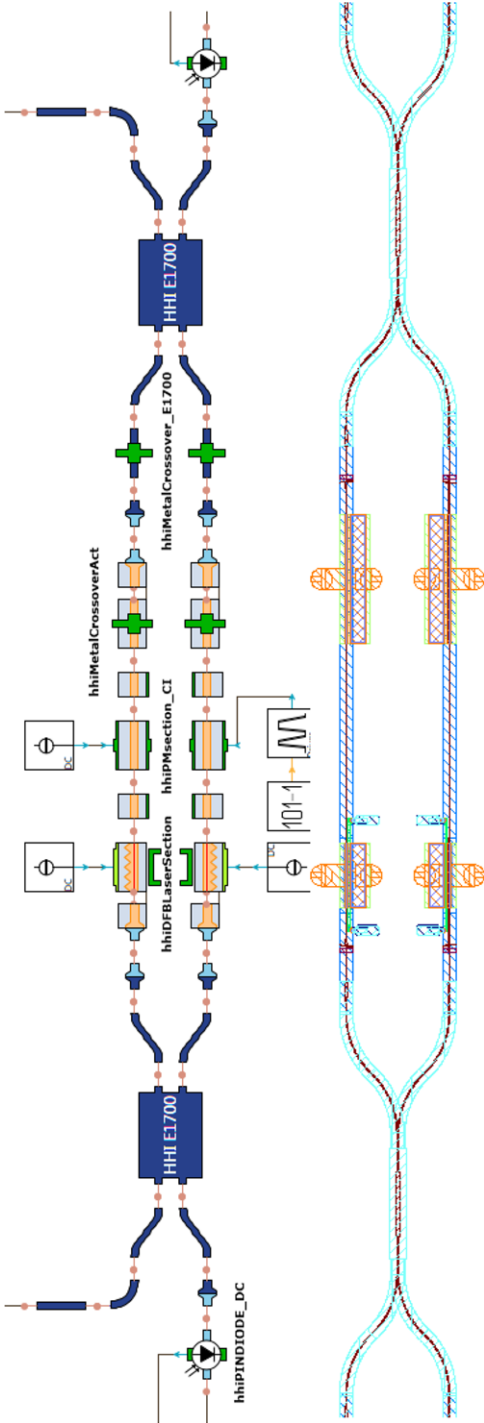 HHI E1700
hhiMetalCrossover_E1700
hhiMetalCrossoverAct
hhiPMsection_CI
DC
101-1
DC
DC
hhiDFBLaserSection
HHI E1700
hhiPINDIODE_DC